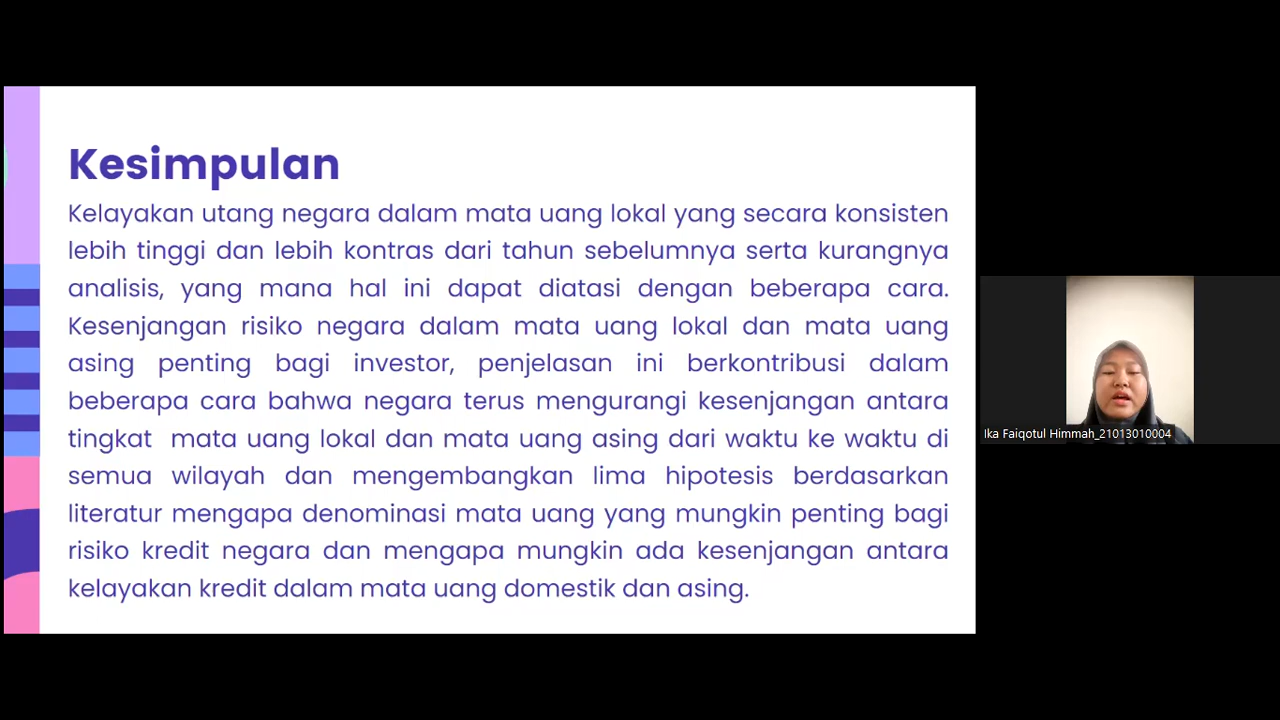 Kesimpulan
Kelayakan utang negara dalam mata uang lokal yang secara konsisten
lebih tinggi dan lebih kontras dari tahun sebelumnya serta kurangnya
analisis, yang mana hal ini dapat diatasi dengan beberapa cara.
Kesenjangan risiko negara dalam mata uang lokal dan mata uang
asing penting bagi investor, penjelasan ini berkontribusi dalam
beberapa cara bahwa negara terus mengurangi kesenjangan antara
tingkat mata uang lokal dan mata uang asing dari waktu ke waktu di
semua wilayah dan mengembangkan lima hipotesis berdasarkan
literatur mengapa denominasi mata uang yang mungkin penting bagi
risiko kredit negara dan mengapa mungkin ada kesenjangan antara
kelayakan kredit dalam mata uang domestik dan asing.
Ika Faiqotul Himmah_21013010004